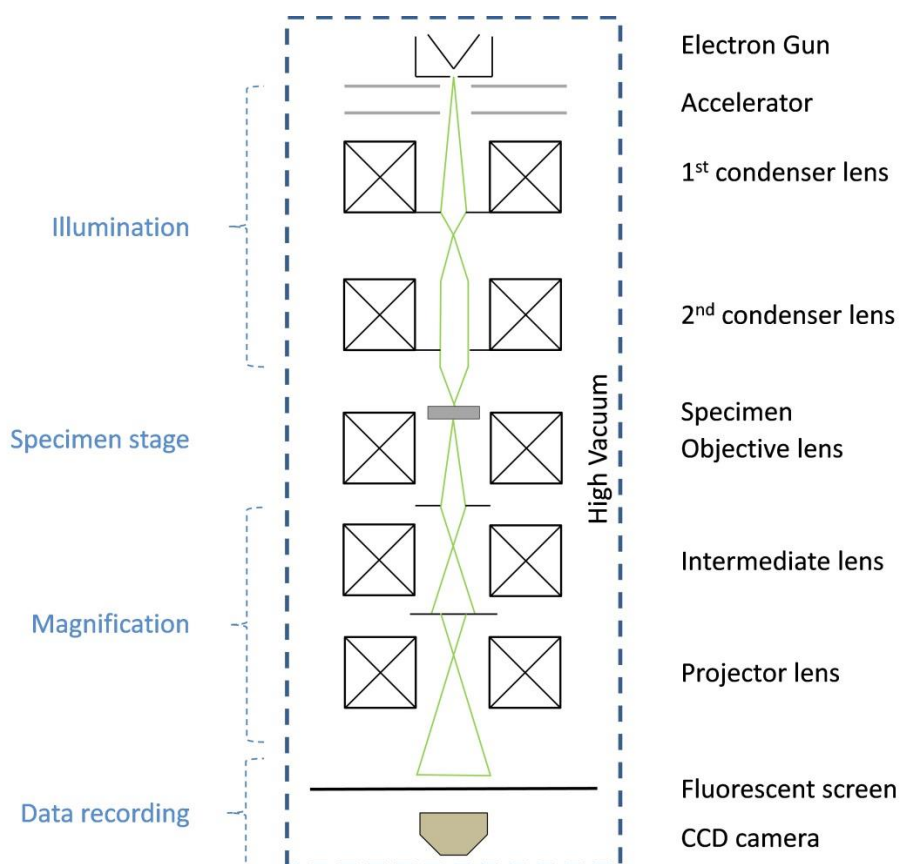 Electron Gun
Accelerator
1st condenser lens
Illumination
2nd condenser lens
High Vacuum
Specimen
Specimen stage
Objective lens
Intermediate lens
Magnification
Projector lens
Fluorescent screen
Data recording
CCD camera